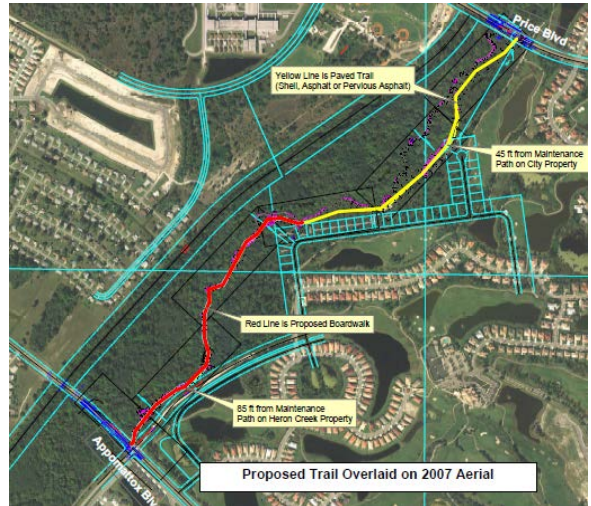 Price Blvd
Yellow Line is Paved Trail
(Shell, Asphalt or Pervious Asphalt)
45 ft from Maintenance
Path on City Property
Red Line is Proposed Boardwalk
85 ft from Maintenance
Path on Heron Creek Property
Appomattox Blv
Proposed Trail Overlaid on 2007 Aerial